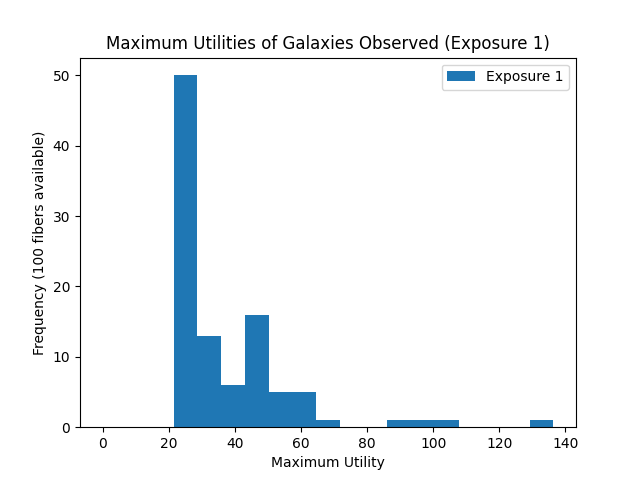 Maximum Utilities of Galaxies Observed (Exposure 1)
Exposure 1
Frequency (100 fibers available)
50
40
30
20
10
0
0 20 40 60 80 100 120 140
Maximum Utility